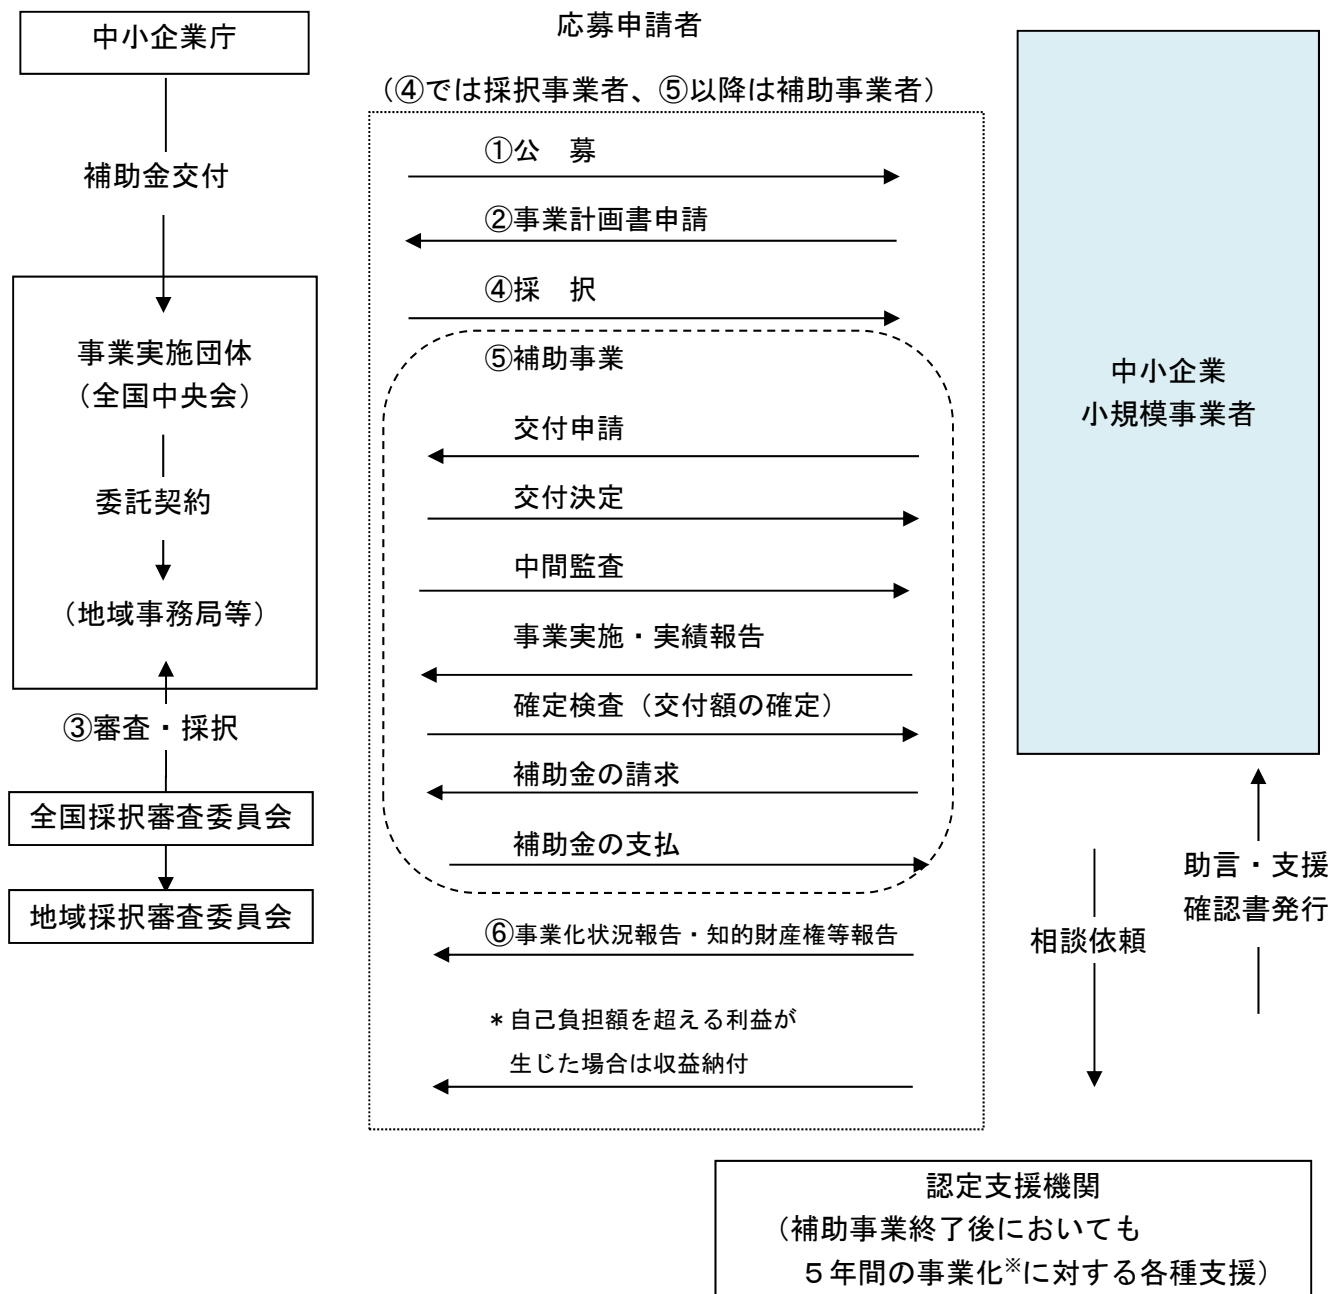 中小企業庁
補助金交付
事業実施団体
（全国中央会）
委託契約
（地域事務局等）
③審査・採択
全国採択審査委員会
地域採択審査委員会
応募申請者
（④では採択事業者、⑤以降は補助事業者）
①公　募
②事業計画書申請
④採　択
⑤補助事業
交付申請
交付決定
中間監査
事業実施・実績報告
確定検査（交付額の確定）
補助金の請求
補助金の支払
⑥事業化状況報告・知的財産権等報告
＊自己負担額を超える利益が
生じた場合は収益納付
中小企業
小規模事業者
相談依頼
助言・支援
確認書発行
認定支援機関
（補助事業終了後においても
５年間の事業化※に対する各種支援）